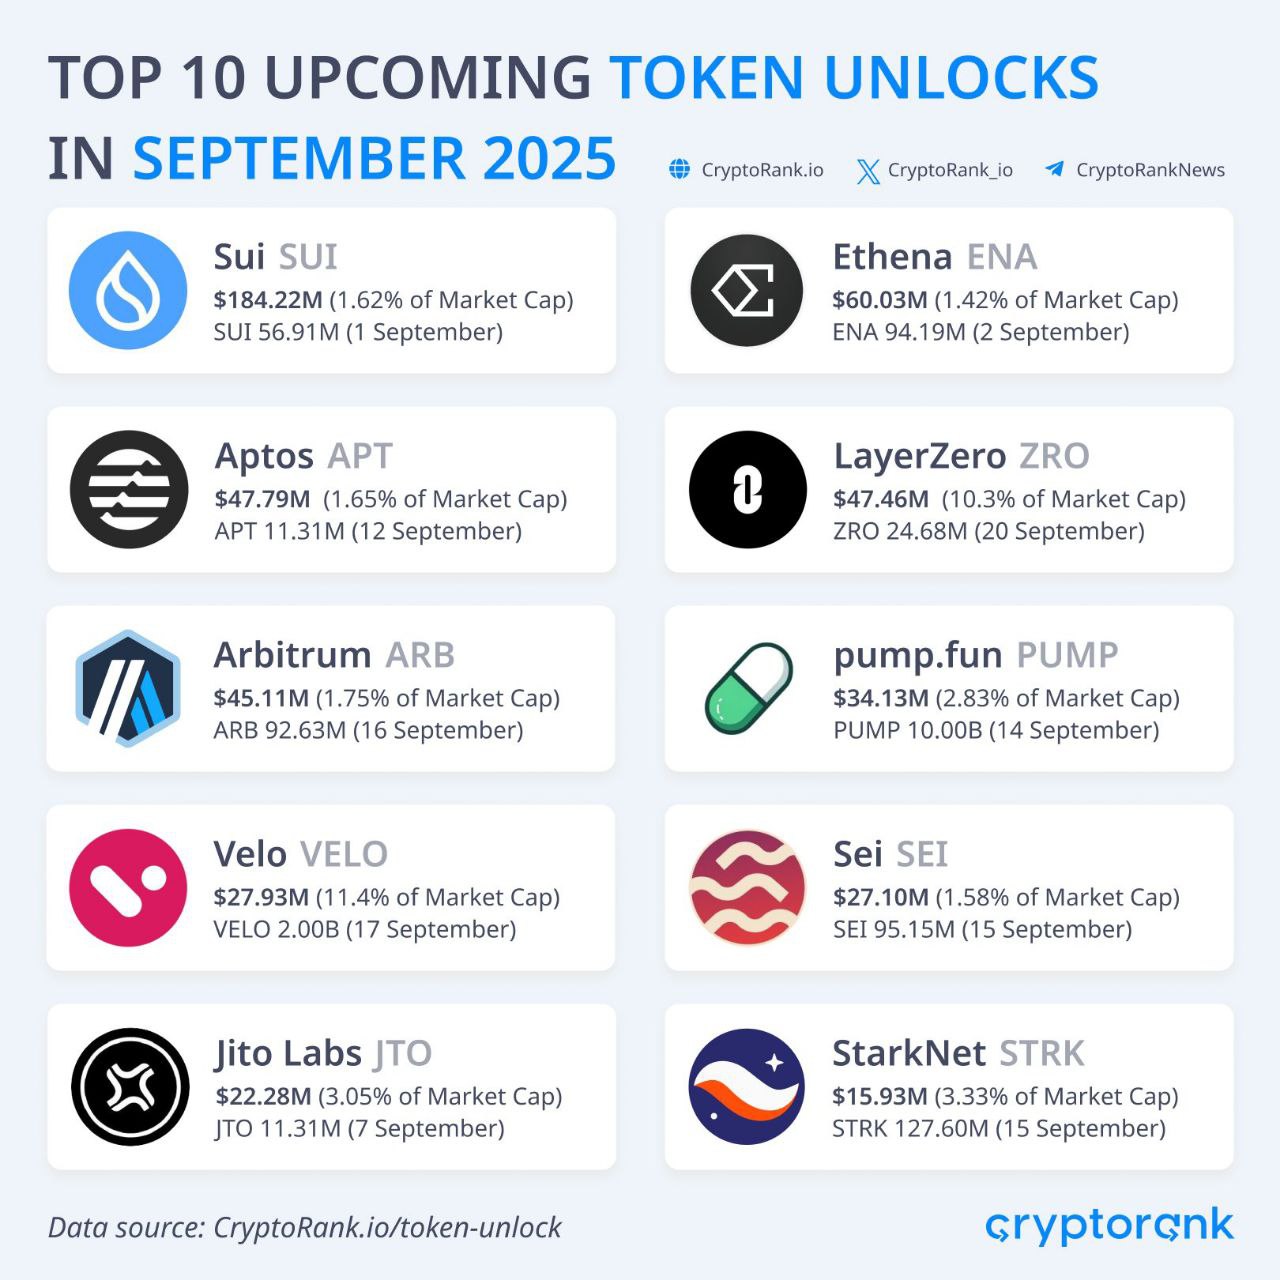 TOP 10 UPCOMING TOKEN UNLOCKS
IN SEPTEMBER 2025
CryptoRank.io
CryptoRank_io
CryptoRankNews
Sui SUI
$184.22M (1.62% of Market Cap)
SUI 56.91M (1 September)
Ethena ENA
$60.03M (1.42% of Market Cap)
ENA 94.19M (2 September)
Aptos APT
$47.79M (1.65% of Market Cap)
APT 11.31M (12 September)
LayerZero ZRO
$47.46M (10.3% of Market Cap)
ZRO 24.68M (20 September)
Arbitrum ARB
$45.11M (1.75% of Market Cap)
ARB 92.63M (16 September)
pump.fun PUMP
$34.13M (2.83% of Market Cap)
PUMP 10.00B (14 September)
Velo VELO
$27.93M (11.4% of Market Cap)
VELO 2.00B (17 September)
Sei SEI
$27.10M (1.58% of Market Cap)
SEI 95.15M (15 September)
Jito Labs JTO
$22.28M (3.05% of Market Cap)
JTO 11.31M (7 September)
StarkNet STRK
$15.93M (3.33% of Market Cap)
STRK 127.60M (15 September)
Data source: CryptoRank.io/token-unlock
cryptorank